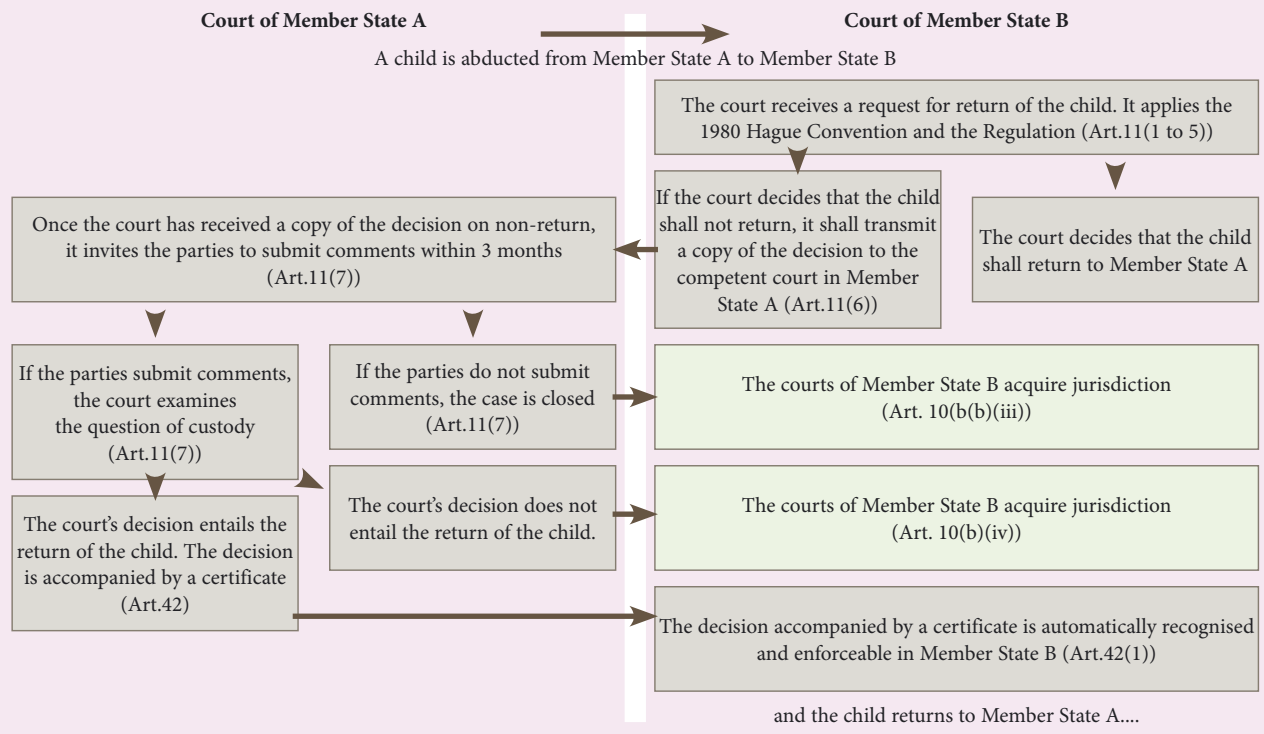 Court of Member State A
Court of Member State B
A child is abducted from Member State A to Member State B
The court receives a request for return of the child. It applies the
1980 Hague Convention and the Regulation (Art.11(1 to 5))
If the court decides that the child
shall not return, it shall transmit
a copy of the decision to the
competent court in Member
State A (Art.11(6))
The court decides that the child
shall return to Member State A
Once the court has received a copy of the decision on non-return,
it invites the parties to submit comments within 3 months
(Art.11(7))
If the parties submit comments,
the court examines
the question of custody
(Art.11(7))
If the parties do not submit
comments, the case is closed
(Art.11(7))
The courts of Member State B acquire jurisdiction
(Art. 10(b(b)(iii))
The court’s decision entails the
return of the child. The decision
is accompanied by a certificate
(Art.42)
The court’s decision does not
entail the return of the child.
The courts of Member State B acquire jurisdiction
(Art. 10(b)(iv))
The decision accompanied by a certificate is automatically recognised
and enforceable in Member State B (Art.42(1))
and the child returns to Member State A....